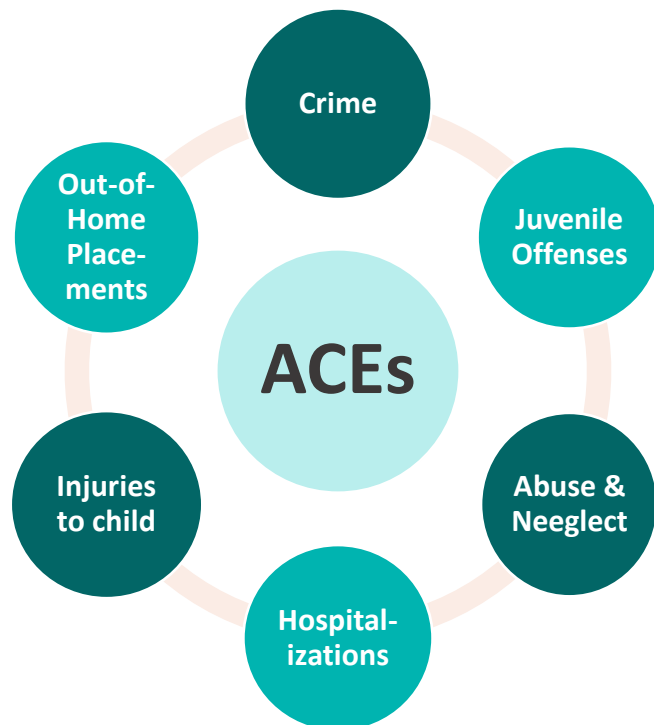 Crime
Juvenile
Offenses
Abuse &
Neeglect
Hospital-
izations
Injuries
to child
Out-of-
Home
Place-
ments
ACEs